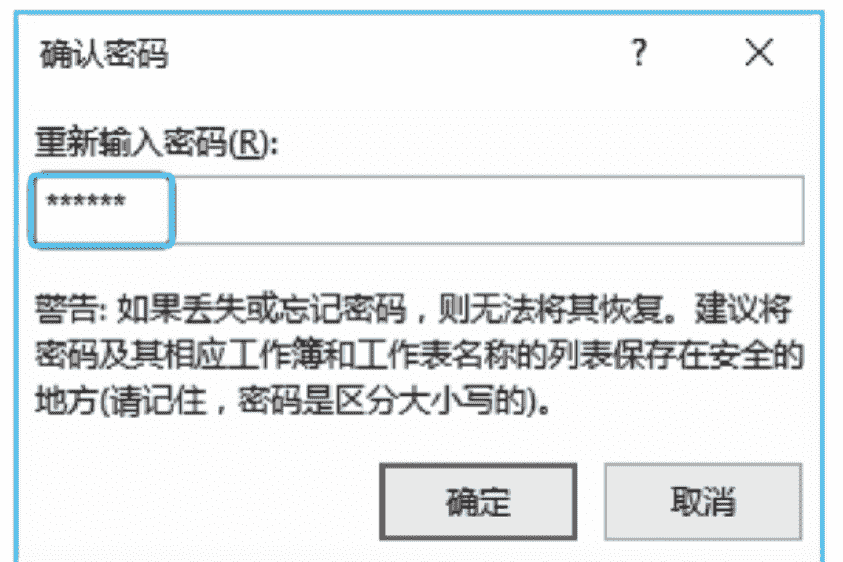 确认密码 ?
重新输入密码(R):
******
警告: 如果丢失或忘记密码，则无法将其恢复。建议将
密码及其相应工作簿和工作表名称的列表保存在安全的
地方(请记住，密码是区分大小写的)。
确定 取消